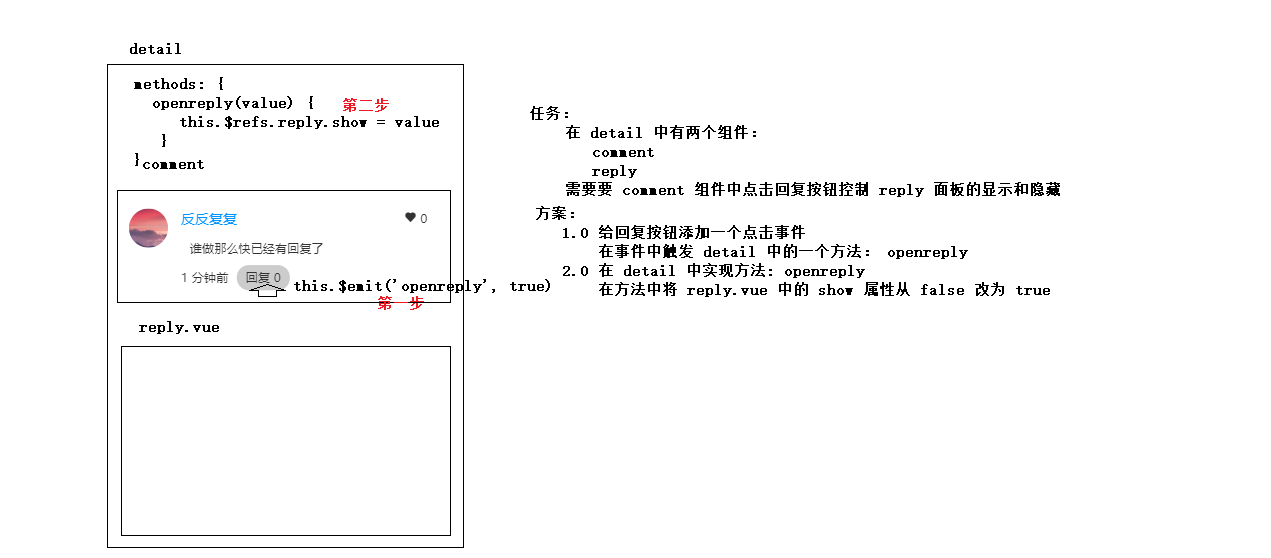 detail
methods: {
openreply(value) { 第二步
this.$refs.reply.show = value
}
}
comment
反反复复 0
谁做那么快已经有回复了
1 分钟前 回复 0
this.$emit('openreply', true)
第一步
reply.vue
任务:
在 detail 中有两个组件:
comment
reply
需要要 comment 组件中点击回复按钮控制 reply 面板的显示和隐藏
方案:
1.0 给回复按钮添加一个点击事件
在事件中触发 detail 中的一个方法: openreply
2.0 在 detail 中实现方法: openreply
在方法中将 reply.vue 中的 show 属性从 false 改为 true